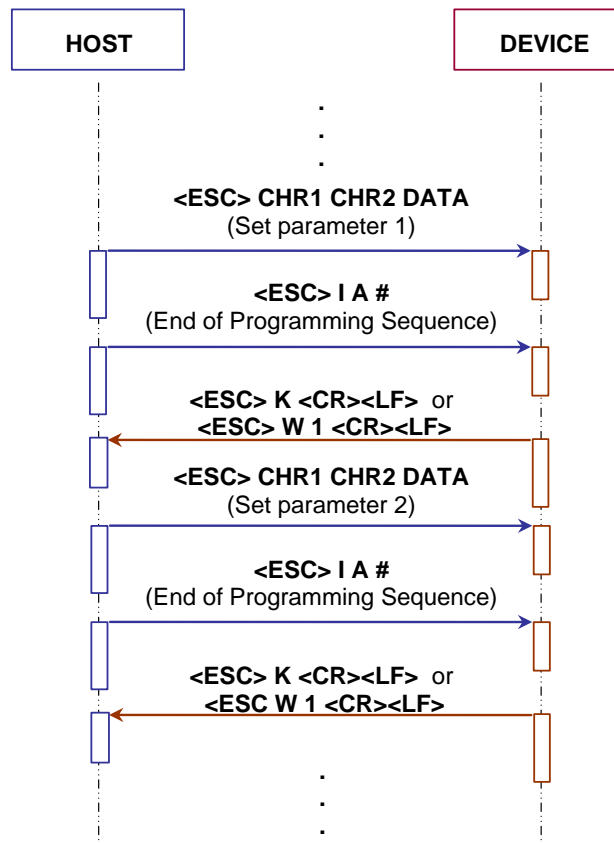 HOST
DEVICE
.
.
.
<ESC> CHR1 CHR2 DATA
(Set parameter 1)
<ESC> I A #
(End of Programming Sequence)
<ESC> K <CR><LF> or
<ESC> W 1 <CR><LF>
<ESC> CHR1 CHR2 DATA
(Set parameter 2)
<ESC> I A #
(End of Programming Sequence)
<ESC> K <CR><LF> or
<ESC W 1 <CR><LF>
.
.
.